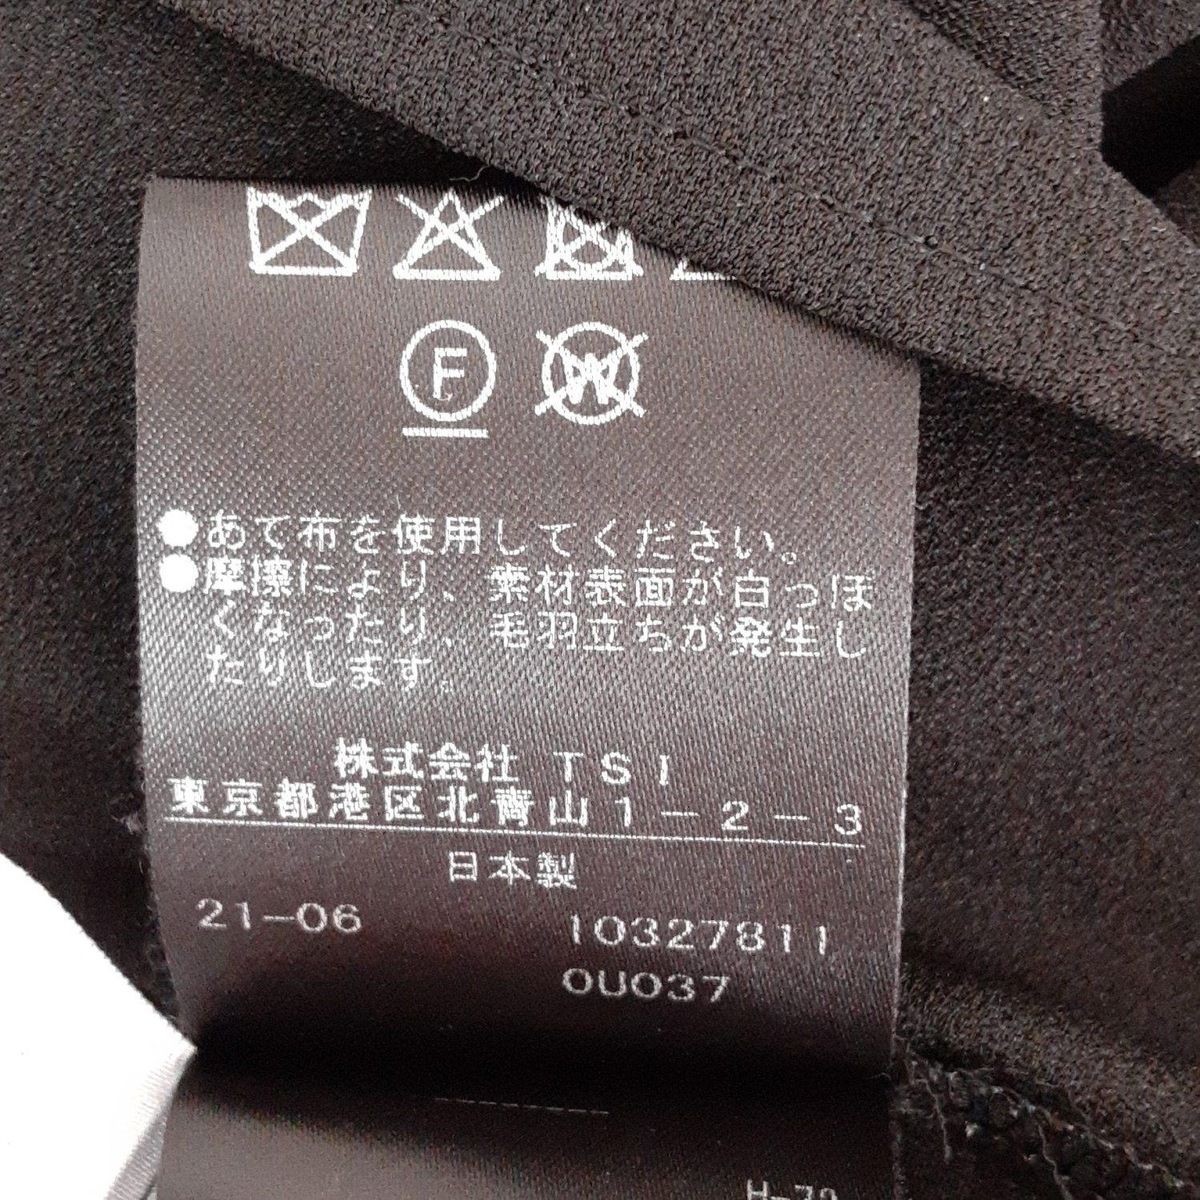 F
W
●あて布を使用してください。
●摩擦により、素材表面が白っぽ
くなったり、毛羽立ちが発生し
たりします。
株式会社 TSI
東京都港区北青山1-2-3
日本製
21-06 10327811
0U037